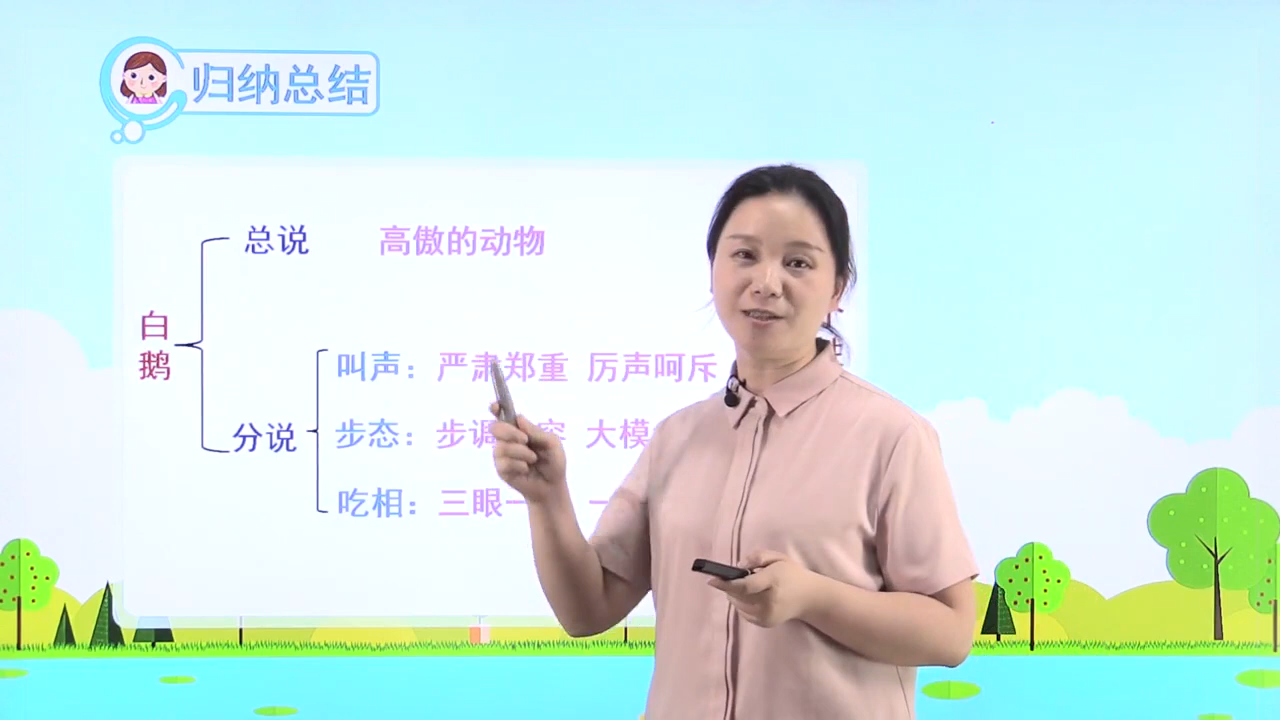 归纳总结
总说 高傲的动物
白鹅
叫声：严肃郑重 厉声呵斥
分说
步态：步调 容 大模
吃相：三眼一 一